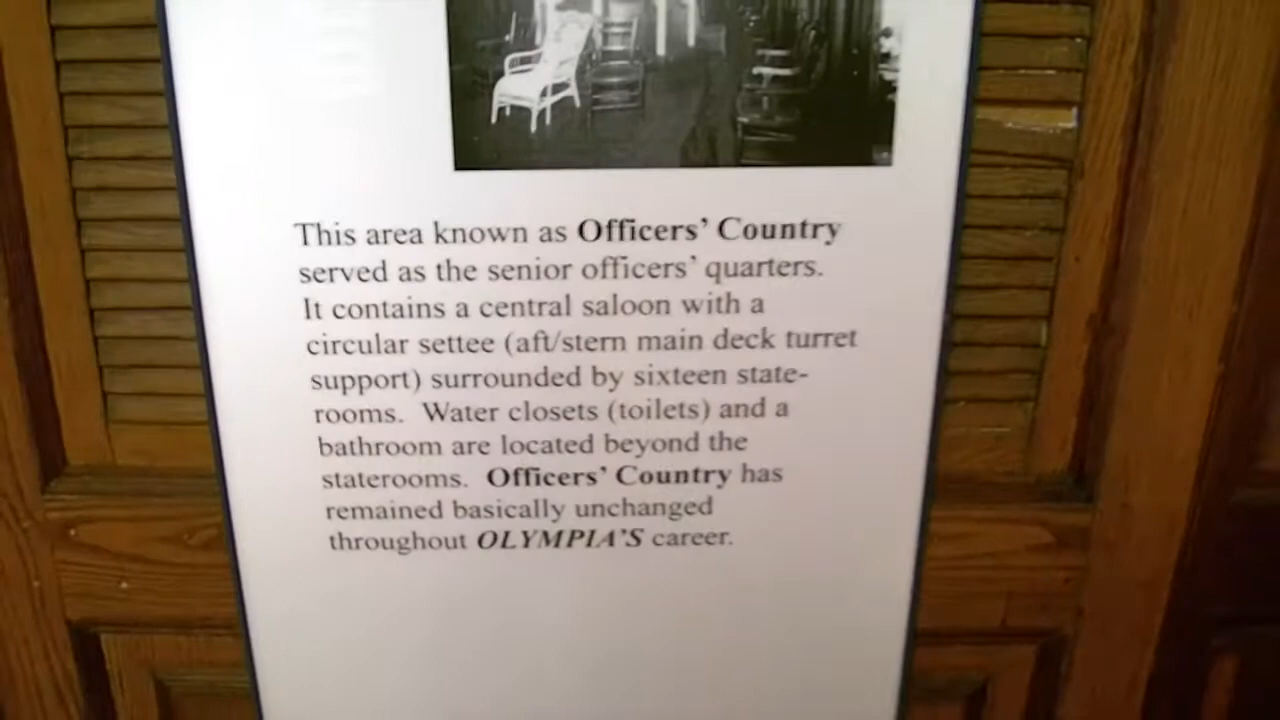 This area known as Officers' Country
served as the senior officers' quarters.
It contains a central saloon with a
circular settee (aft/stern main deck turret
support) surrounded by sixteen state-
rooms. Water closets (toilets) and a
bathroom are located beyond the
staterooms. Officers' Country has
remained basically unchanged
throughout OLYMPIA'S career.